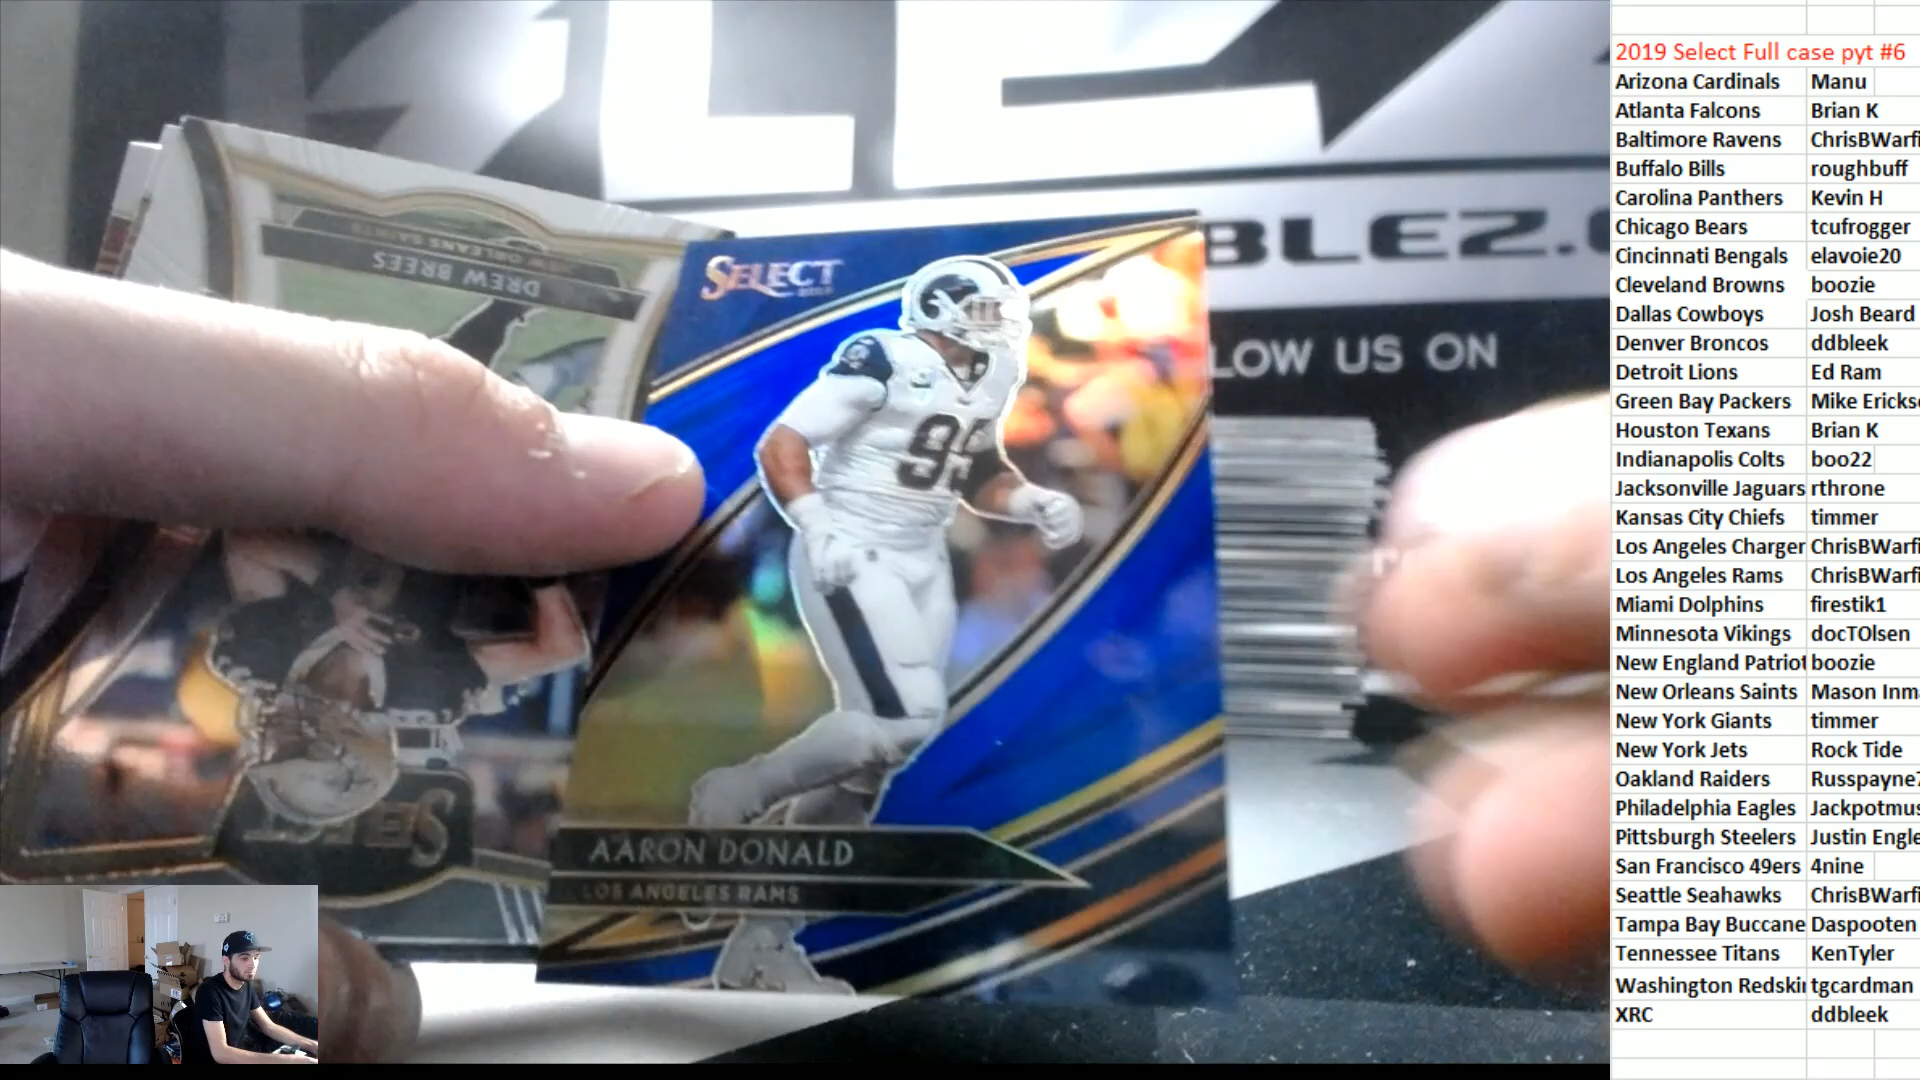 BLEZ.
LOW US ON
NEW ORLEANS SAINTS
DREW BREES
SELECT
SELECT
AARON DONALD
LOS ANGELES RAMS
2019 Select Full case pyt #6
Arizona Cardinals Manu
Atlanta Falcons Brian K
Baltimore Ravens ChrisBWarfi
Buffalo Bills roughbuff
Carolina Panthers Kevin H
Chicago Bears tcufrogger
Cincinnati Bengals elavoie20
Cleveland Browns boozie
Dallas Cowboys Josh Beard
Denver Broncos ddbleek
Detroit Lions Ed Ram
Green Bay Packers Mike Erickso
Houston Texans Brian K
Indianapolis Colts boo22
Jacksonville Jaguars rthrone
Kansas City Chiefs timmer
Los Angeles Charger ChrisBWarfi
Los Angeles Rams ChrisBWarfi
Miami Dolphins firestik1
Minnesota Vikings docTOlsen
New England Patriot boozie
New Orleans Saints Mason Inm
New York Giants timmer
New York Jets Rock Tide
Oakland Raiders Russpayne7
Philadelphia Eagles Jackpotmus
Pittsburgh Steelers Justin Engle
San Francisco 49ers 4nine
Seattle Seahawks ChrisBWarfi
Tampa Bay Buccane Daspooten
Tennessee Titans KenTyler
Washington Redskin tgcardman
XRC ddbleek